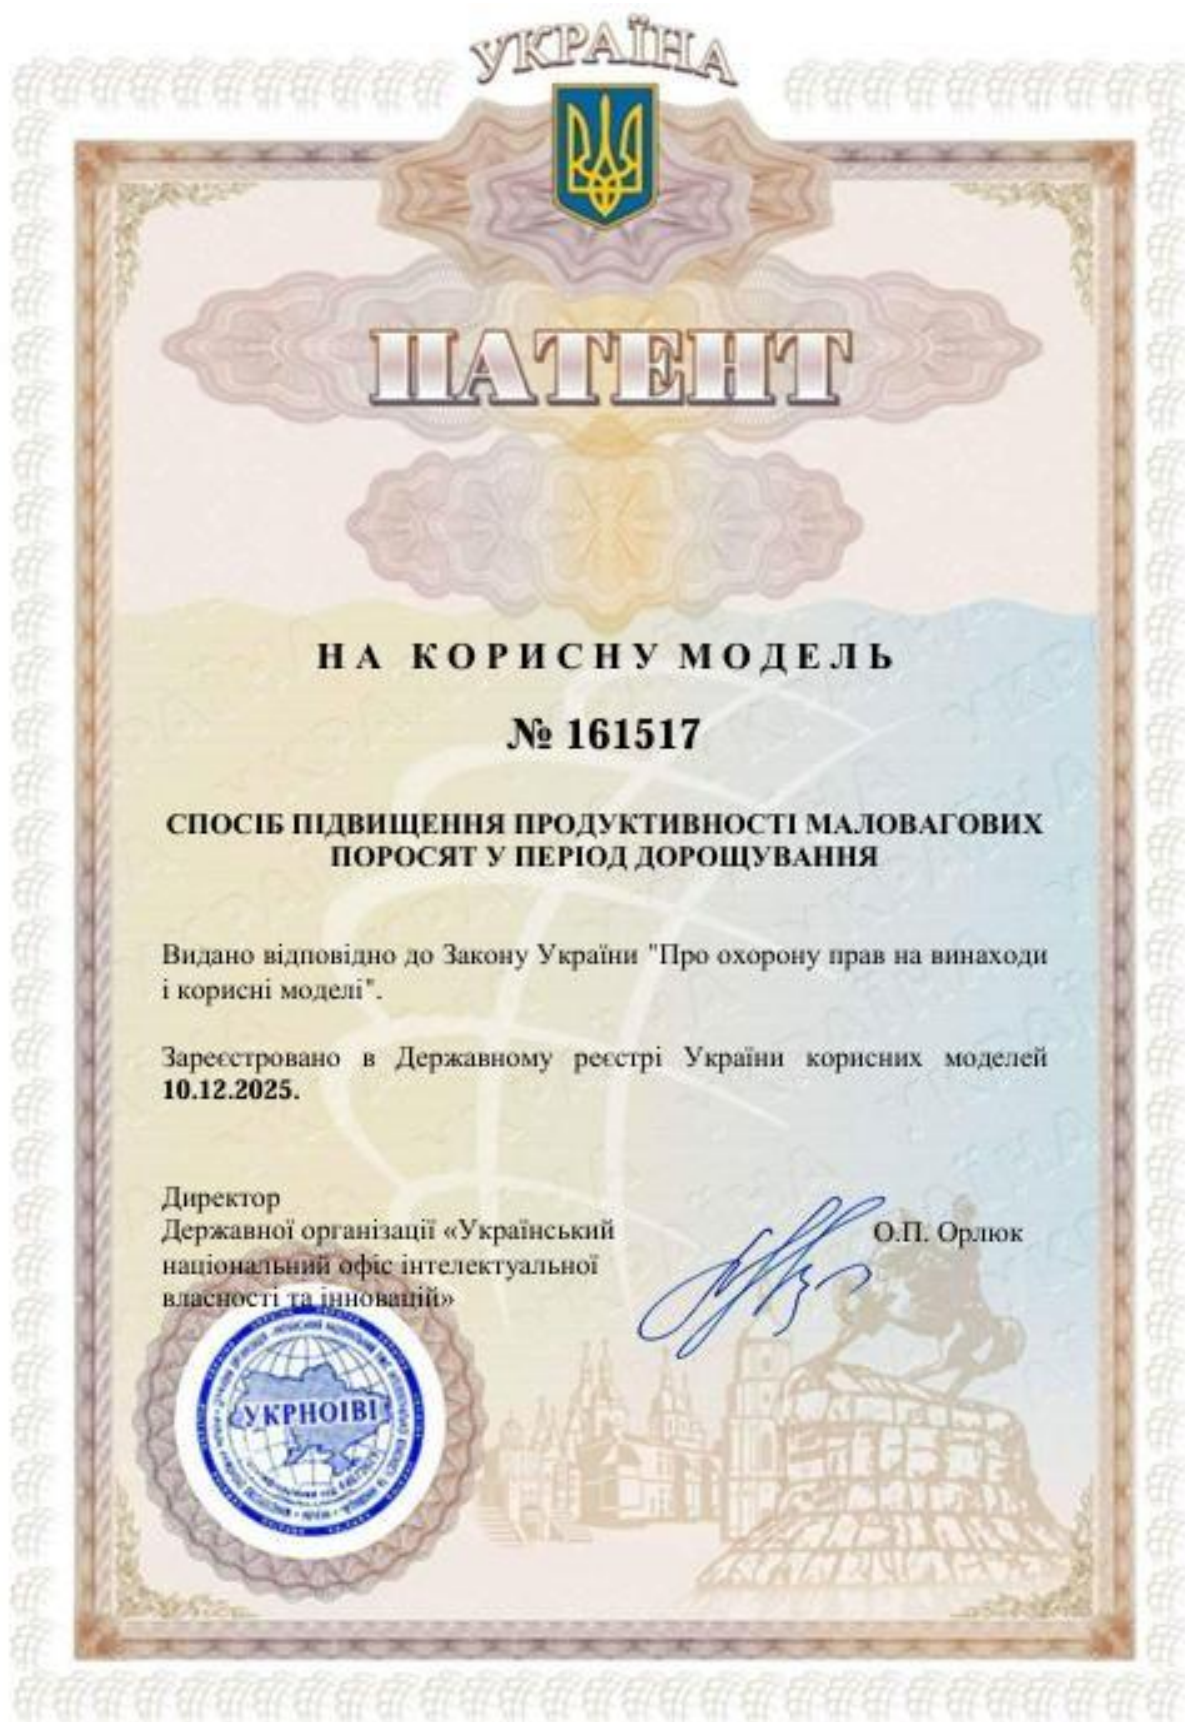 УКРАЇНА
ПАТЕНТ
НА КОРИСНУ МОДЕЛЬ
№ 161517
СПОСІБ ПІДВИЩЕННЯ ПРОДУКТИВНОСТІ МАЛОВАГОВИХ
ПОРОСЯТ У ПЕРІОД ДОРОЩУВАННЯ
Видано відповідно до Закону України "Про охорону прав на винаходи
і корисні моделі".
Зареєстровано в Державному реєстрі України корисних моделей
10.12.2025.
Директор
Державної організації «Український
національний офіс інтелектуальної
власності та інновацій»
О.П. Орлюк
УКРНОІВІ